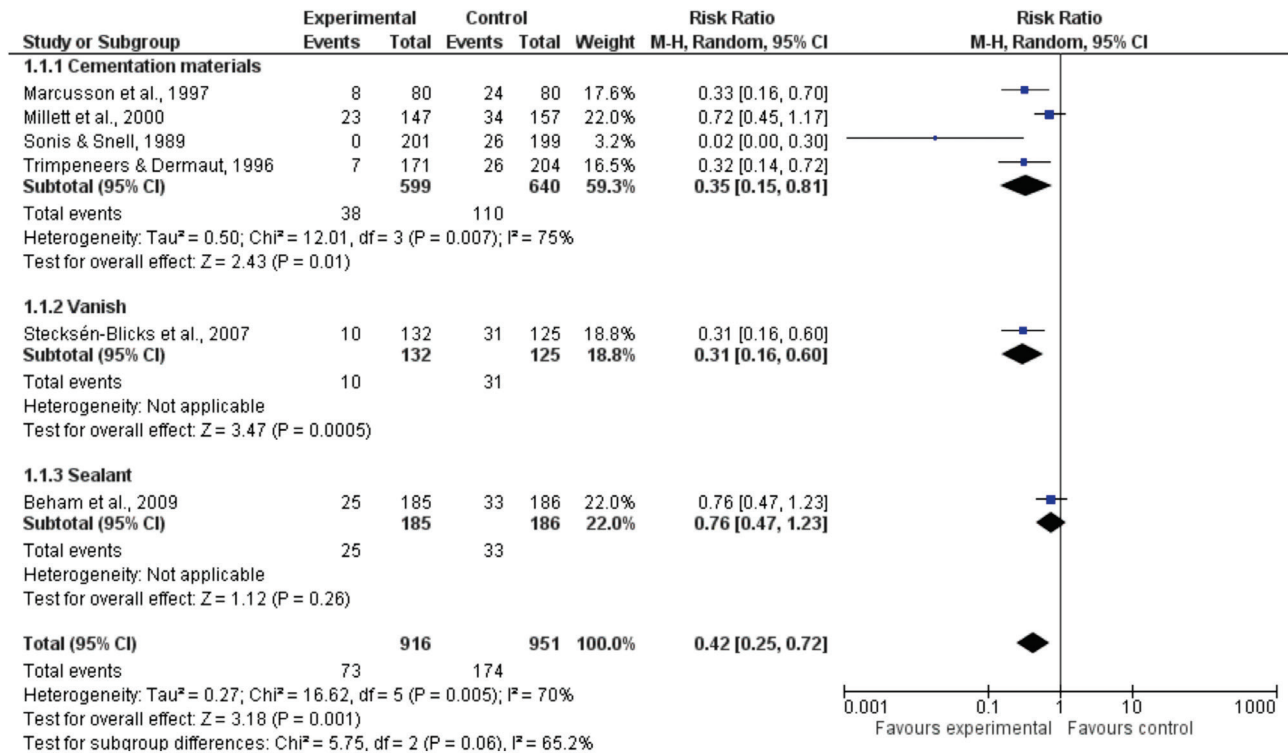 Experimental Control Risk Ratio Risk Ratio
Study or Subgroup Events Total Events Total Weight M-H, Random, 95% CI M-H, Random, 95% CI
1.1.1 Cementation materials
Marcusson et al., 1997 8 80 24 80 17.6% 0.33 [0.16, 0.70]
Millett et al., 2000 23 147 34 157 22.0% 0.72 [0.45, 1.17]
Sonis & Snell, 1989 0 201 26 199 3.2% 0.02 [0.00, 0.30]
Trimpeneers & Dermaut, 1996 7 171 26 204 16.5% 0.32 [0.14, 0.72]
Subtotal (95% CI) 599 640 59.3% 0.35 [0.15, 0.81]
Total events 38 110
Heterogeneity: Tau² = 0.50; Chi² = 12.01, df = 3 (P = 0.007); I² = 75%
Test for overall effect: Z = 2.43 (P = 0.01)
1.1.2 Vanish
Stecksén-Blicks et al., 2007 10 132 31 125 18.8% 0.31 [0.16, 0.60]
Subtotal (95% CI) 132 125 18.8% 0.31 [0.16, 0.60]
Total events 10 31
Heterogeneity: Not applicable
Test for overall effect: Z = 3.47 (P = 0.0005)
1.1.3 Sealant
Beham et al., 2009 25 185 33 186 22.0% 0.76 [0.47, 1.23]
Subtotal (95% CI) 185 186 22.0% 0.76 [0.47, 1.23]
Total events 25 33
Heterogeneity: Not applicable
Test for overall effect: Z = 1.12 (P = 0.26)
Total (95% CI) 916 951 100.0% 0.42 [0.25, 0.72]
Total events 73 174
Heterogeneity: Tau² = 0.27; Chi² = 16.62, df = 5 (P = 0.005); I² = 70%
Test for overall effect: Z = 3.18 (P = 0.001)
Test for subgroup differences: Chi² = 5.75, df = 2 (P = 0.06), I² = 65.2%
0.001 0.1 1 10 1000
Favours experimental Favours control